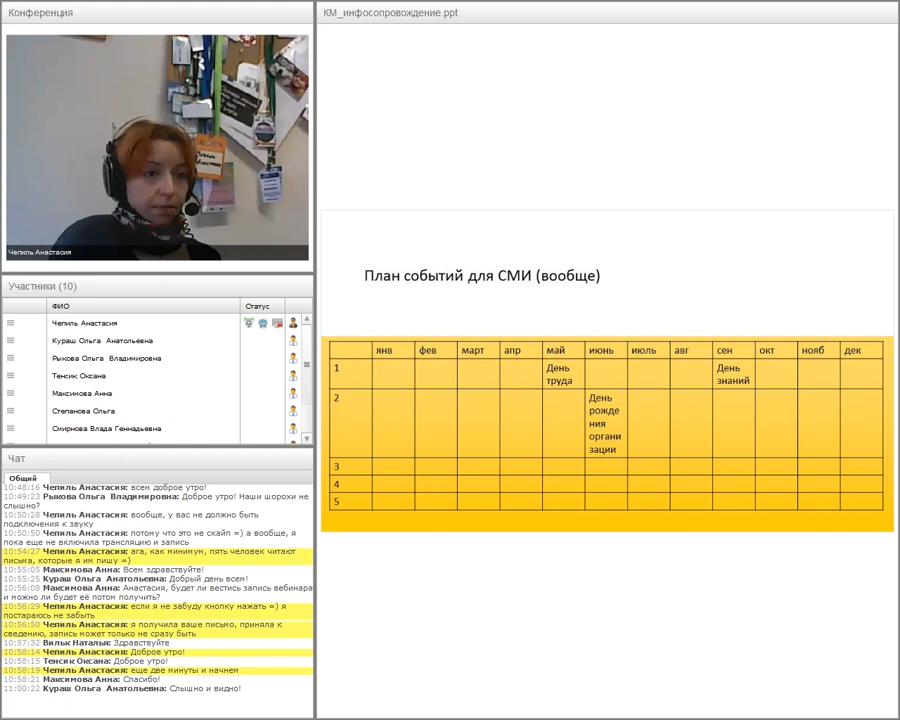 Конференция
Чепиль Анастасия
Участники (10)
ФИО Статус
Чепиль Анастасия
Кураш Ольга Анатольевна
Рыкова Ольга Владимировна
Тенсик Оксана
Максимова Анна
Степанова Ольга
Смирнова Влада Геннадьевна
Чат
Общий
10:48:16 Чепиль Анастасия: всем доброе утро!
10:49:23 Рыкова Ольга Владимировна: Доброе утро! Наши шорохи не
слышно?
10:50:28 Чепиль Анастасия: вообще, у вас не должно быть
подключения к звуку
10:50:50 Чепиль Анастасия: потому что это не скайп =) а вообще, я
пока еще не включила трансляцию и запись
10:54:27 Чепиль Анастасия: ага, как минимум, пять человек читают
письма, которые я им пишу =)
10:55:05 Максимова Анна: Всем здравствуйте!
10:55:25 Кураш Ольга Анатольевна: Добрый день всем!
10:56:08 Максимова Анна: Анастасия, будет ли вестись запись вебинара
и можно ли будет её потом получить?
10:56:29 Чепиль Анастасия: если я не забуду кнопку нажать =) я
постараюсь не забыть
10:56:50 Чепиль Анастасия: я получила ваше письмо, приняла к
сведению, запись может только не сразу быть
10:57:32 Вильк Наталья: Здравствуйте
10:58:14 Чепиль Анастасия: Доброе утро!
10:58:15 Тенсик Оксана: Доброе утро!
10:58:19 Чепиль Анастасия: еще две минуты и начнем
10:58:21 Максимова Анна: Спасибо!
11:00:22 Кураш Ольга Анатольевна: Слышно и видно!
КМ_инфосопровождение.ppt
План событий для СМИ (вообще)
янв фев март апр май июнь июль авг сен окт нояб дек
1 День День
труда знаний
2 День
рожде
ния
органи
зации
3
4
5